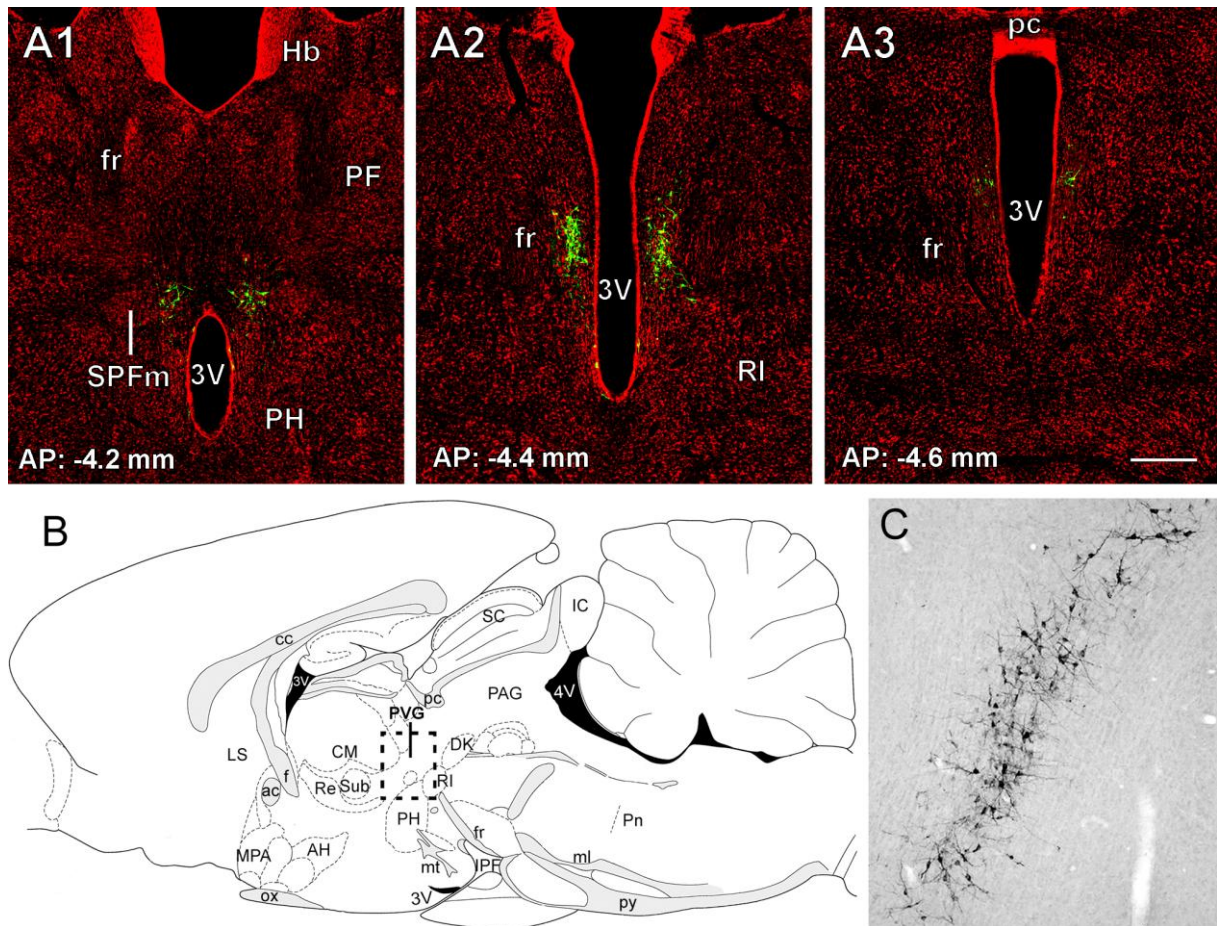 A1
Hb
fr
PF
SPFm
3V
PH
AP: -4.2 mm
A2
fr
3V
RI
AP: -4.4 mm
A3
pc
3V
fr
AP: -4.6 mm
B
cc
3V
SC
IC
pc
PAG
4V
PVG
LS
CM
DK
f
ac
Re
Sub
RI
PH
Pn
fr
MPA
AH
mt
IPF
ml
ox
3V
py
C